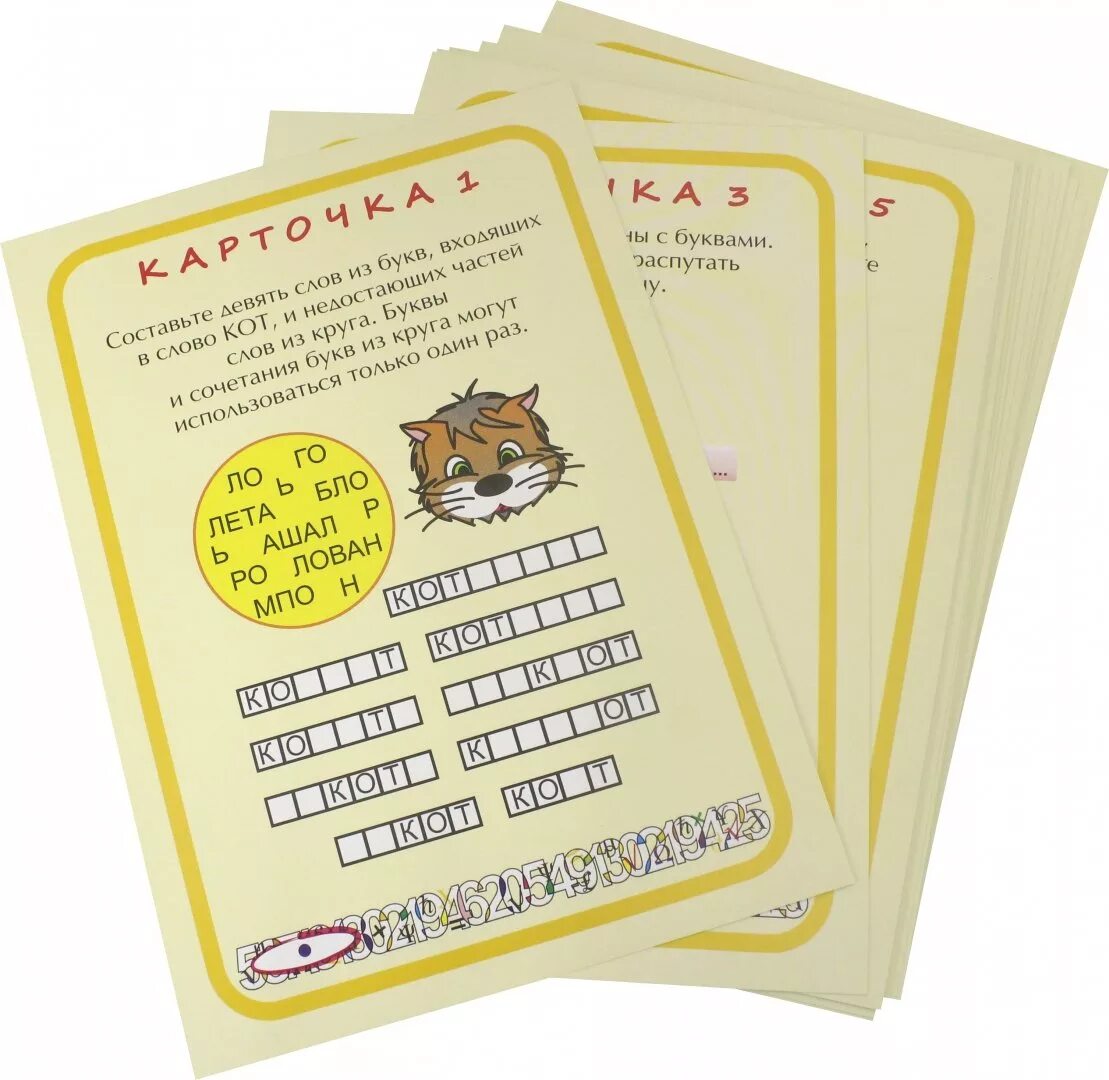 КАРТОЧКА 1
Составьте девять слов из букв, входящих
в слово КОТ, и недостающих частей
слов из круга. Буквы
и сочетания букв из круга могут
использоваться только один раз.
ЛО ГО
Ь БЛО
ЛЕТА
Ь АШАЛ Р
РО ЛОВАН
МПО Н
КОТ
КОТ
КО Т
К ОТ
КО Т
К ОТ
КОТ
КО Т
КОТ
ЧКА 3
ны с буквами.
распутать
у.
...
5